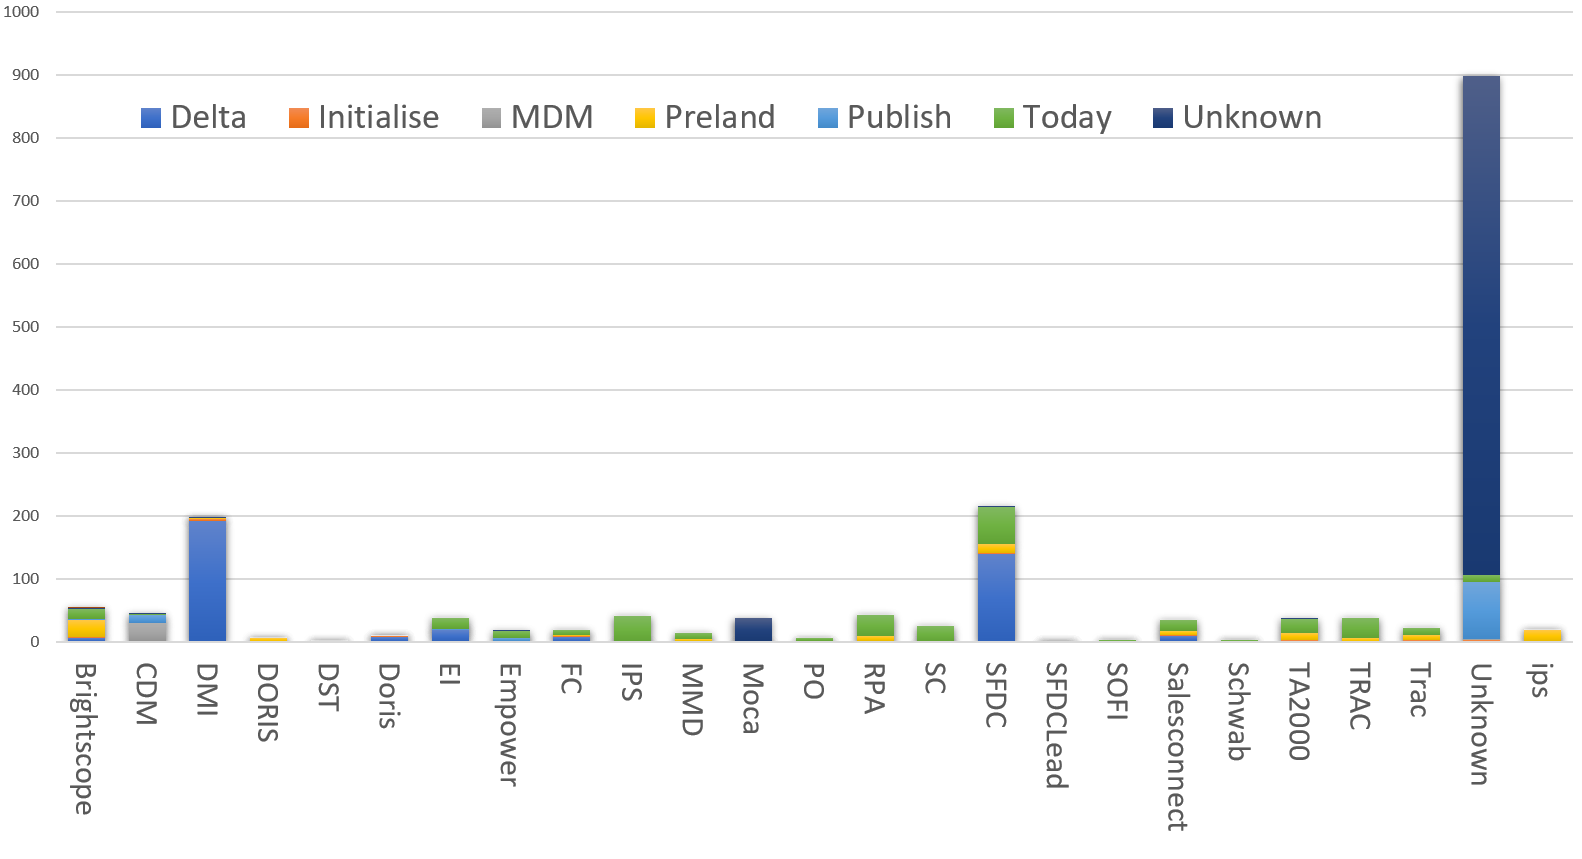 1000
900
Delta Initialise MDM Preland Publish Today Unknown
800
700
600
500
400
300
200
100
0
Brightscope
CDM
DMI
DORIS
DST
Doris
EI
Empower
FC
IPS
MMD
Moca
PO
RPA
SC
SFDC
SFDCLead
SOFI
Salesconnect
Schwab
TA2000
TRAC
Trac
Unknown
ips